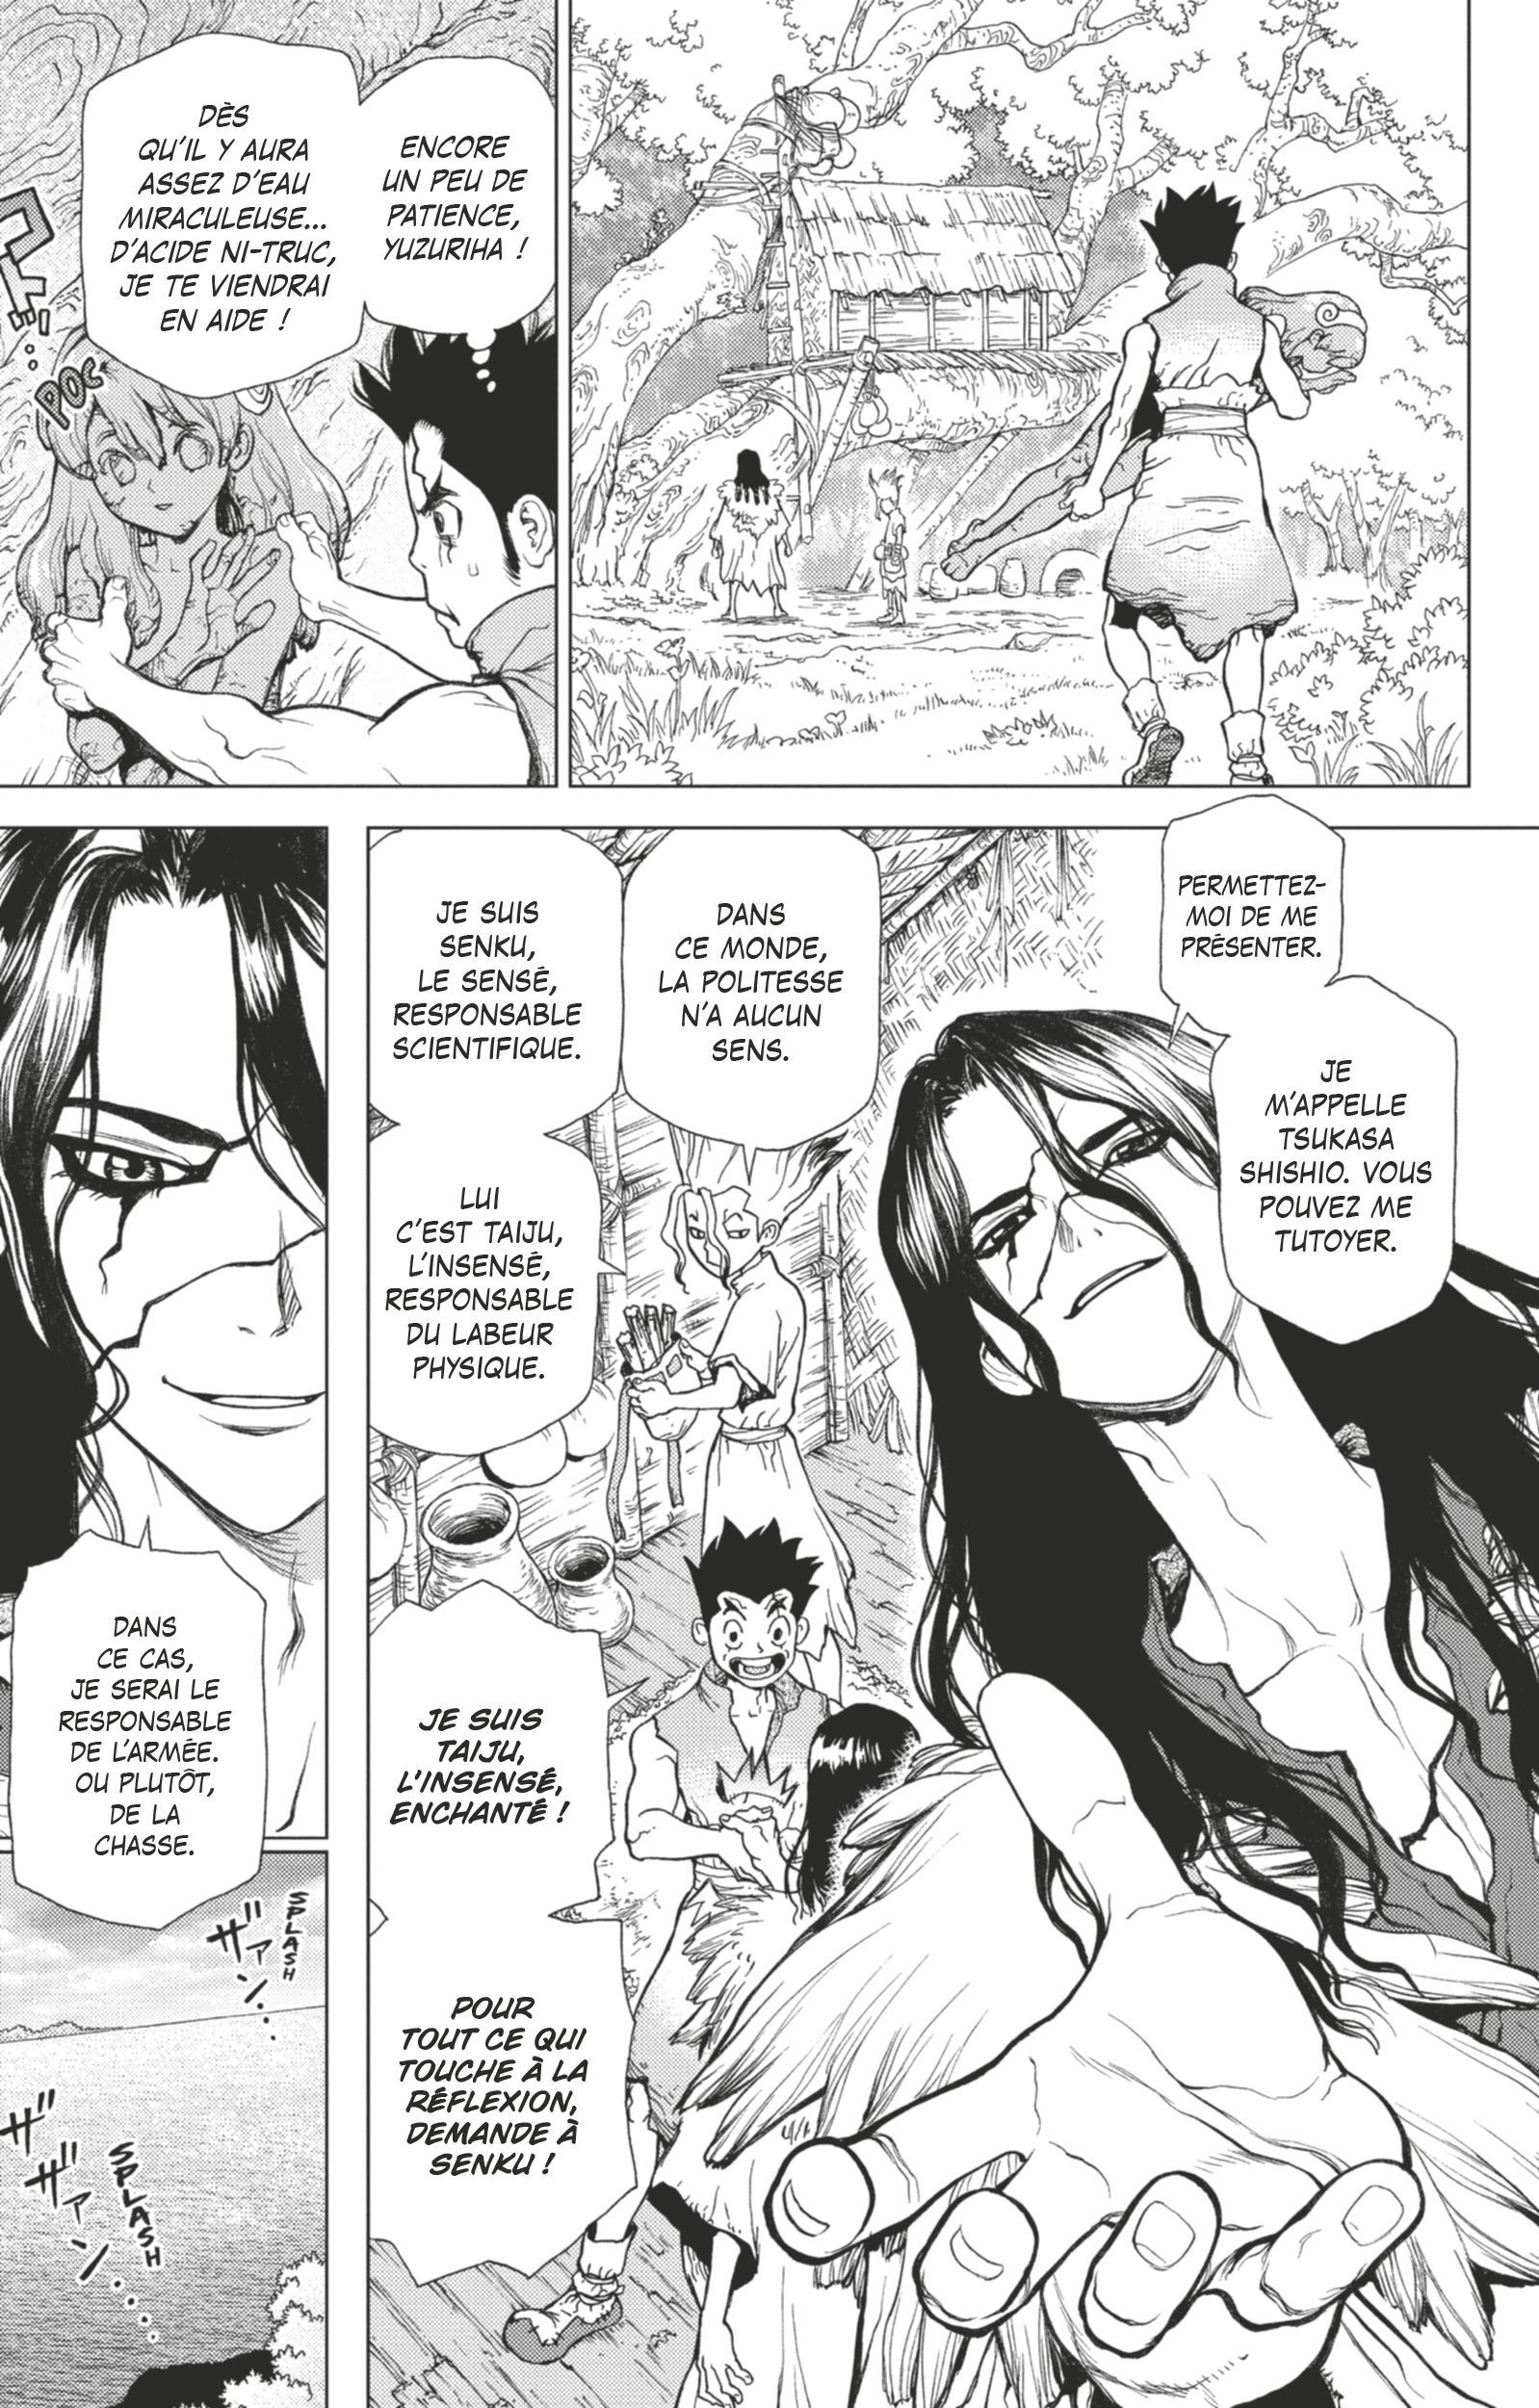 ENCORE
UN PEU DE
PATIENCE,
YUZURIHA !
DÈS
QU'IL Y AURA
ASSEZ D'EAU
MIRACULEUSE...
D'ACIDE NI-TRUC,
JE TE VIENDRAI
EN AIDE !
POC
PERMETTEZ-
MOI DE ME
PRÉSENTER.
JE
M'APPELLE
TSUKASA
SHISHIO. VOUS
POUVEZ ME
TUTOYER.
DANS
CE MONDE,
LA POLITESSE
N'A AUCUN
SENS.
JE SUIS
SENKU,
LE SENSÉ,
RESPONSABLE
SCIENTIFIQUE.
LUI
C'EST TAIJU,
L'INSENSÉ,
RESPONSABLE
DU LABEUR
PHYSIQUE.
JE SUIS
TAIJU,
L'INSENSÉ,
ENCHANTÉ !
POUR
TOUT CE QUI
TOUCHE À LA
RÉFLEXION,
DEMANDE À
SENKU !
DANS
CE CAS,
JE SERAI LE
RESPONSABLE
DE L'ARMÉE.
OU PLUTÔT,
DE LA
CHASSE.
SPLASH
ザァン...
SPLASH
ザザァン....